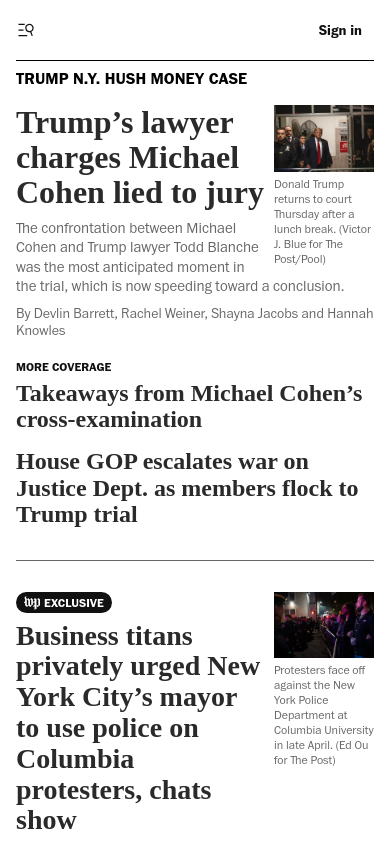 Sign in
TRUMP N.Y. HUSH MONEY CASE
Trump’s lawyer
charges Michael
Cohen lied to jury
The confrontation between Michael
Cohen and Trump lawyer Todd Blanche
was the most anticipated moment in
the trial, which is now speeding toward a conclusion.
By Devlin Barrett, Rachel Weiner, Shayna Jacobs and Hannah
Knowles
Donald Trump
returns to court
Thursday after a
lunch break. (Victor
J. Blue for The
Post/Pool)
MORE COVERAGE
Takeaways from Michael Cohen’s
cross-examination
House GOP escalates war on
Justice Dept. as members flock to
Trump trial
wp EXCLUSIVE
Business titans
privately urged New
York City’s mayor
to use police on
Columbia
protesters, chats
show
Protesters face off
against the New
York Police
Department at
Columbia University
in late April. (Ed Ou
for The Post)